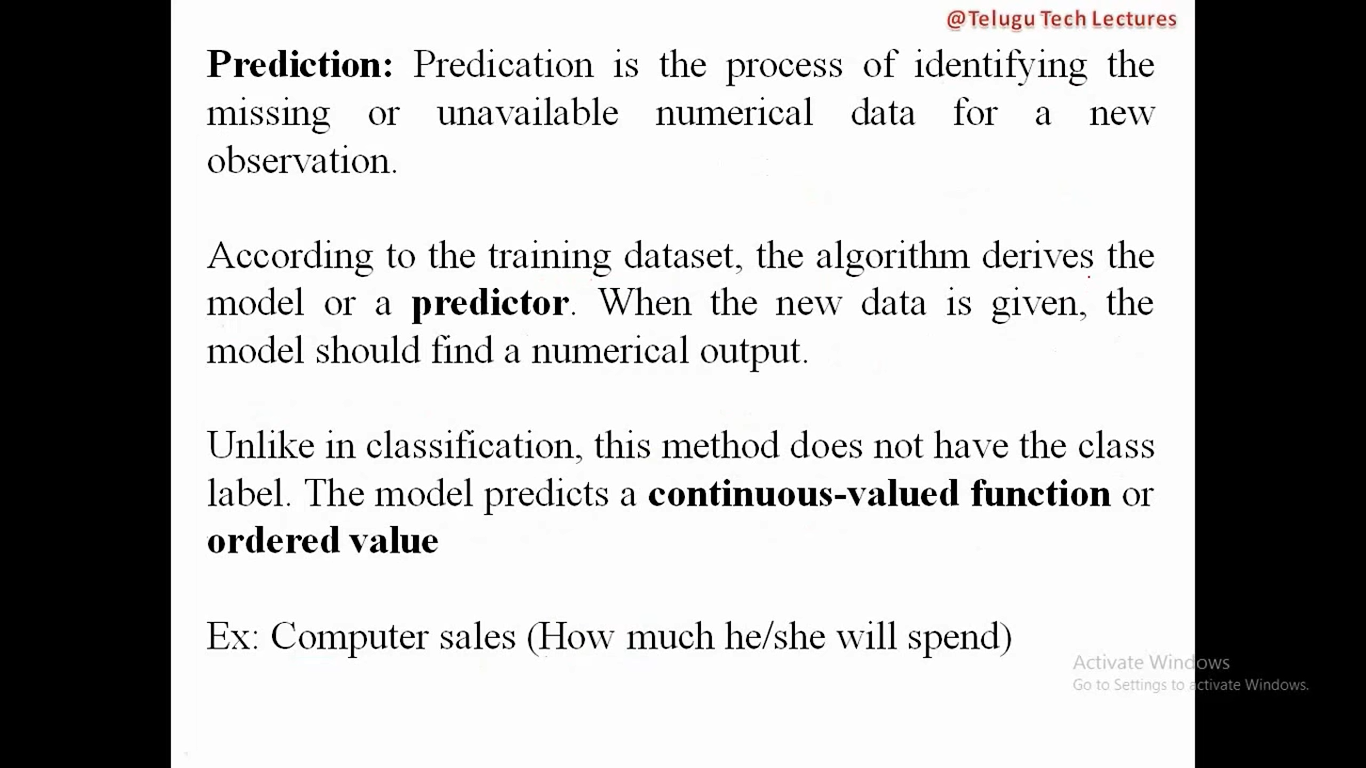 @Telugu Tech Lectures
Prediction: Predication is the process of identifying the
missing or unavailable numerical data for a new
observation.
According to the training dataset, the algorithm derives the
model or a predictor. When the new data is given, the
model should find a numerical output.
Unlike in classification, this method does not have the class
label. The model predicts a continuous-valued function or
ordered value
Ex: Computer sales (How much he/she will spend)
Activate Windows
Go to Settings to activate Windows.